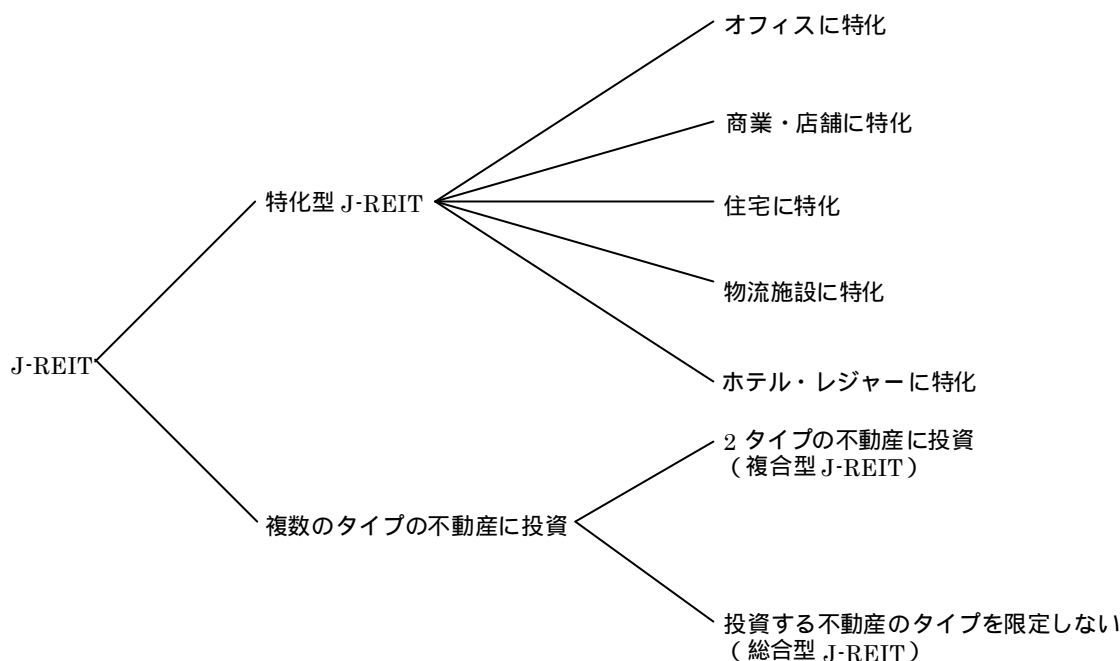 オフィスに特化
商業・店舗に特化
特化型 J-REIT
住宅に特化
物流施設に特化
J-REIT
ホテル・レジャーに特化
2 タイプの不動産に投資
（複合型 J-REIT）
複数のタイプの不動産に投資
投資する不動産のタイプを限定しない
（総合型 J-REIT）